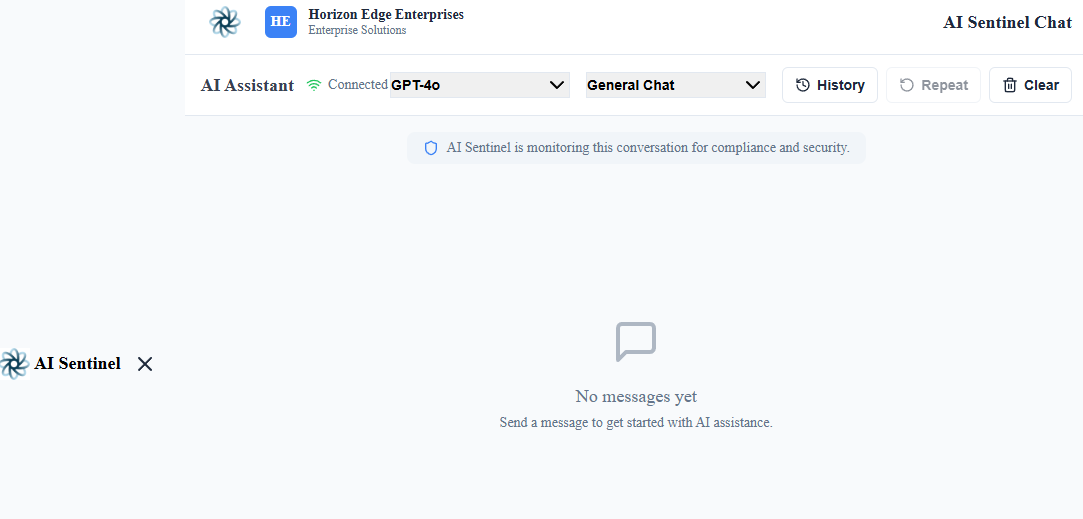 HE
Horizon Edge Enterprises
Enterprise Solutions
AI Sentinel Chat
AI Assistant
Connected
GPT-4o
General Chat
History
Repeat
Clear
AI Sentinel is monitoring this conversation for compliance and security.
AI Sentinel
No messages yet
Send a message to get started with AI assistance.